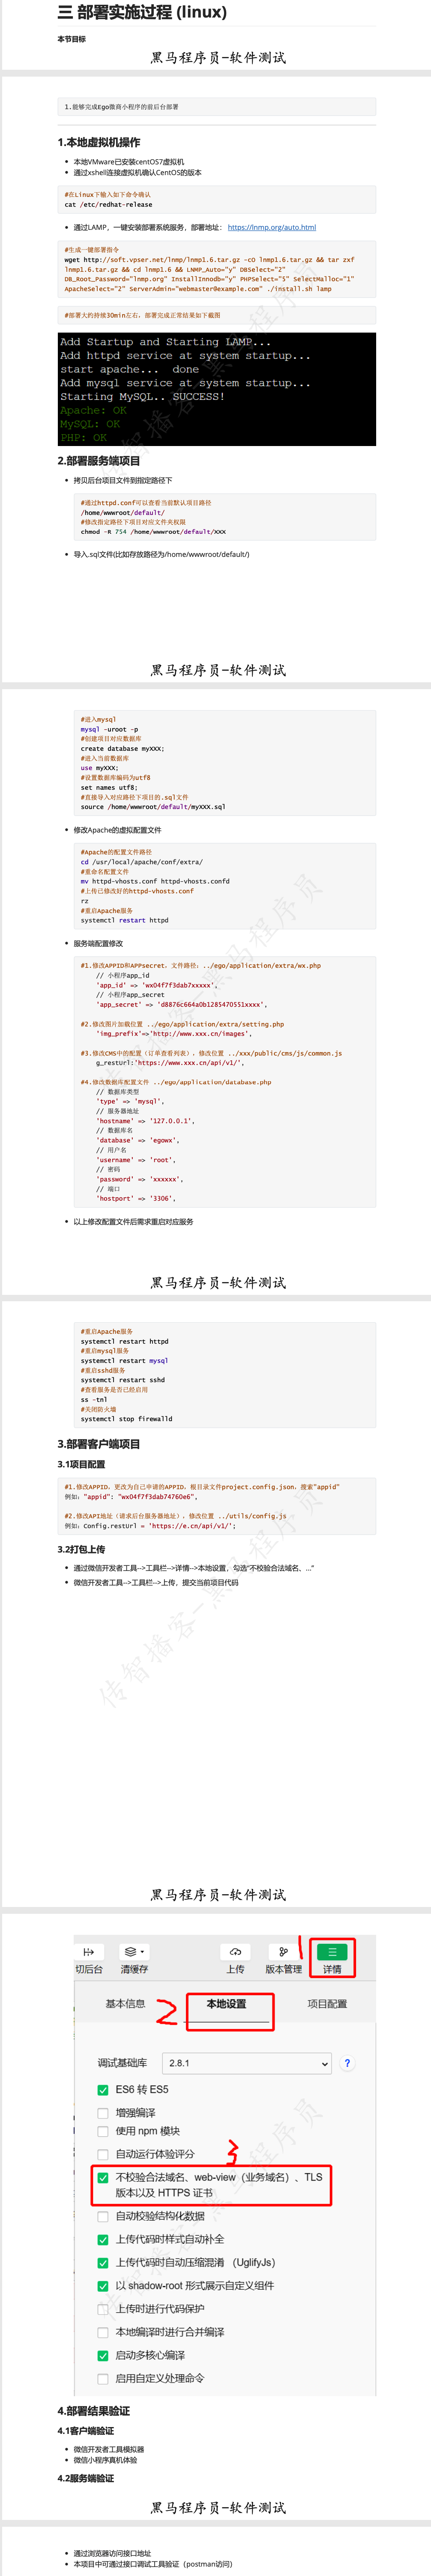 三 部署实施过程 (linux)
本节目标
黑马程序员-软件测试
1.能够完成Ego微商小程序的前后台部署
1.本地虚拟机操作
本地VMware已安装centOS7虚拟机
通过xshell连接虚拟机确认CentOS的版本
#在Linux下输入如下命令确认
cat /etc/redhat-release
通过LAMP，一键安装部署系统服务，部署地址： https://lnmp.org/auto.html
#生成一键部署指令
wget http://soft.vpser.net/lnmp/lnmp1.6.tar.gz -cO lnmp1.6.tar.gz && tar zxf
lnmp1.6.tar.gz && cd lnmp1.6 && LNMP_Auto="y" DBSelect="2"
DB_Root_Password="lnmp.org" InstallInnodb="y" PHPSelect="5" SelectMalloc="1"
ApacheSelect="2" ServerAdmin="webmaster@example.com" ./install.sh lamp
#部署大约持续30min左右，部署完成正常结果如下截图
Add Startup and Starting LAMP...
Add httpd service at system startup...
start apache... done
Add mysql service at system startup...
Starting MySQL.. SUCCESS!
Apache: OK
MySQL: OK
PHP: OK
2.部署服务端项目
拷贝后台项目文件到指定路径下
#通过httpd.conf可以查看当前默认项目路径
/home/wwwroot/default/
#修改指定路径下项目对应文件夹权限
chmod -R 754 /home/wwwroot/default/XXX
导入.sql文件(比如存放路径为/home/wwwroot/default/)
黑马程序员-软件测试
#进入mysql
mysql -uroot -p
#创建项目对应数据库
create database myXXX;
#进入当前数据库
use myXXX;
#设置数据库编码为utf8
set names utf8;
#直接导入对应路径下项目的.sql文件
source /home/wwwroot/default/myXXX.sql
修改Apache的虚拟配置文件
#Apache的配置文件路径
cd /usr/local/apache/conf/extra/
#重命名配置文件
mv httpd-vhosts.conf httpd-vhosts.confd
#上传已修改好的httpd-vhosts.conf
rz
#重启Apache服务
systemctl restart httpd
服务端配置修改
#1.修改APPID和APPsecret，文件路径：../ego/application/extra/wx.php
// 小程序app_id
'app_id' => 'wx04f7f3dab7xxxxx',
// 小程序app_secret
'app_secret' => 'd8876c664a0b1285470551xxxx',
#2.修改图片加载位置 ../ego/application/extra/setting.php
'img_prefix'=>'http://www.xxx.cn/images',
#3.修改CMS中的配置（订单查看列表），修改位置 ../xxx/public/cms/js/common.js
g_restUrl:'https://www.xxx.cn/api/v1/',
#4.修改数据库配置文件 ../ego/application/database.php
// 数据库类型
'type' => 'mysql',
// 服务器地址
'hostname' => '127.0.0.1',
// 数据库名
'database' => 'egowx',
// 用户名
'username' => 'root',
// 密码
'password' => 'xxxxxx',
// 端口
'hostport' => '3306',
以上修改配置文件后需求重启对应服务
黑马程序员-软件测试
#重启Apache服务
systemctl restart httpd
#重启mysql服务
systemctl restart mysql
#重启sshd服务
systemctl restart sshd
#查看服务是否已经启用
ss -tnl
#关闭防火墙
systemctl stop firewalld
3.部署客户端项目
3.1项目配置
#1.修改APPID，更改为自己申请的APPID，根目录文件project.config.json，搜索"appid"
例如："appid": "wx04f7f3dab74760e6",
#2.修改API地址（请求后台服务器地址），修改位置 ../utils/config.js
例如：Config.restUrl = 'https://e.cn/api/v1/';
3.2打包上传
通过微信开发者工具-->工具栏-->详情-->本地设置，勾选"不校验合法域名、..."
微信开发者工具-->工具栏-->上传，提交当前项目代码
传智播客-黑马程序员
黑马程序员-软件测试
切后台 清缓存 上传 版本管理 1 详情
基本信息 2 本地设置 项目配置
调试基础库 2.8.1 ?
ES6 转 ES5
增强编译
使用 npm 模块
自动运行体验评分
3
不校验合法域名、web-view（业务域名）、TLS
版本以及 HTTPS 证书
自动校验结构化数据
上传代码时样式自动补全
上传代码时自动压缩混淆 （UglifyJs）
以 shadow-root 形式展示自定义组件
上传时进行代码保护
本地编译时进行合并编译
启动多核心编译
启用自定义处理命令
4.部署结果验证
4.1客户端验证
微信开发者工具模拟器
微信小程序真机体验
4.2服务端验证
黑马程序员-软件测试
通过浏览器访问接口地址
本项目中可通过接口调试工具验证（postman访问）